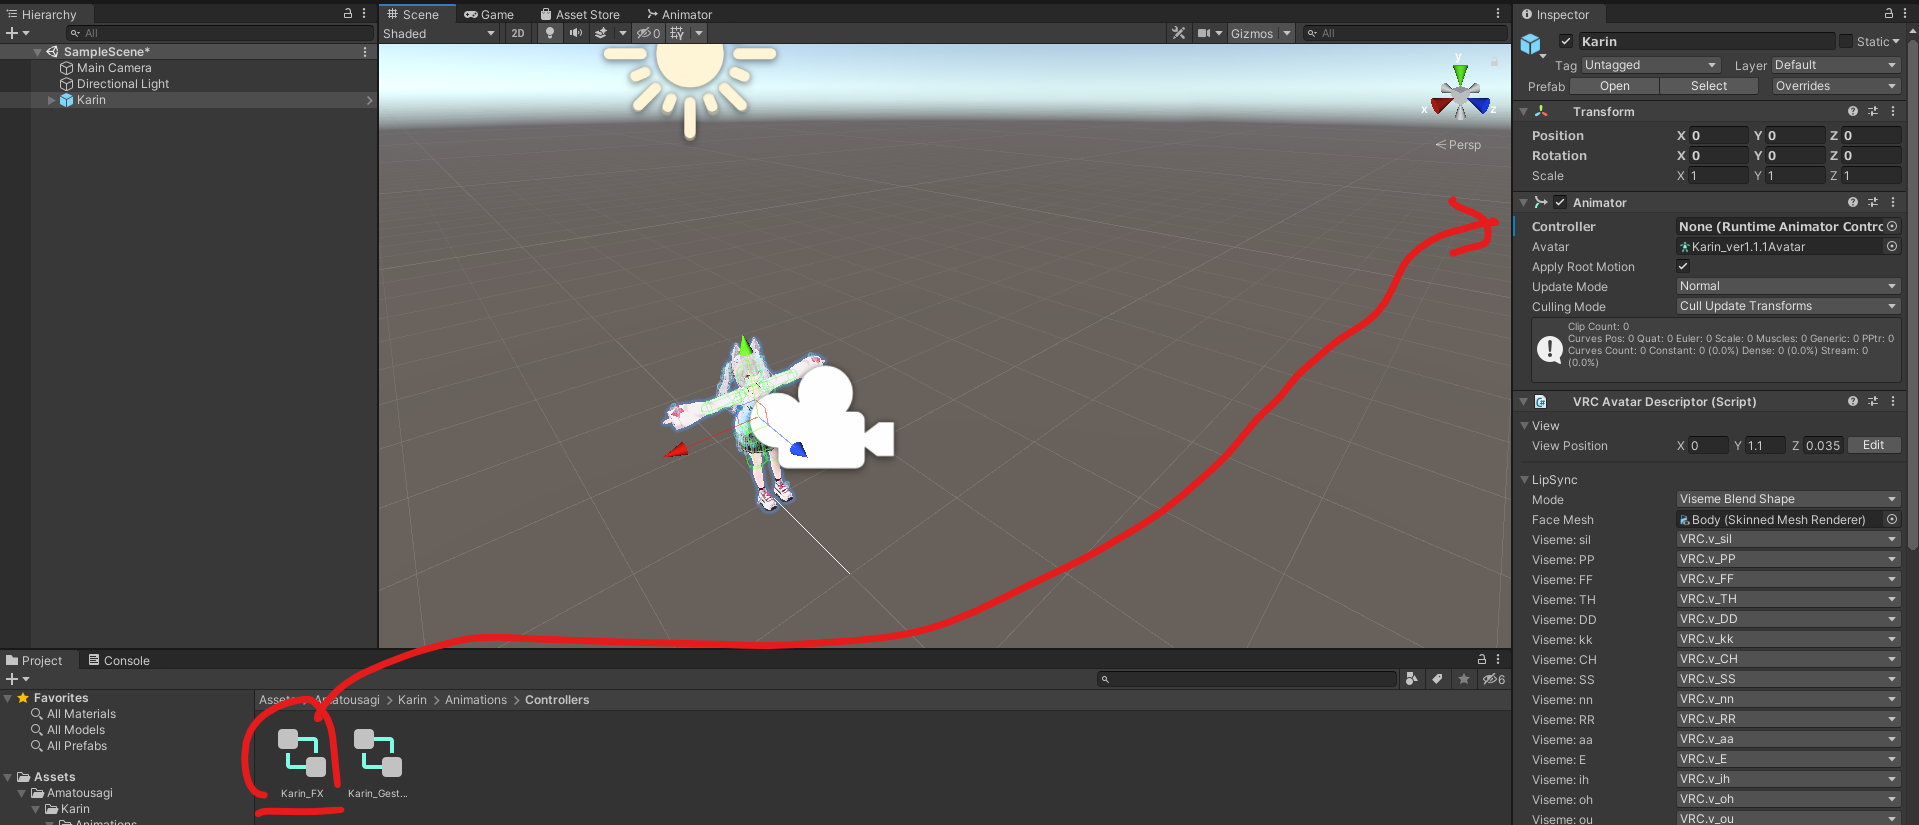 Hierarchy
All
SampleScene*
Main Camera
Directional Light
Karin
Scene
Game
Asset Store
Animator
Shaded
2D
0
Gizmos
All
y
x
z
Persp
Inspector
Karin
Static
Tag Untagged Layer Default
Prefab Open Select Overrides
Transform
Position X 0 Y 0 Z 0
Rotation X 0 Y 0 Z 0
Scale X 1 Y 1 Z 1
Animator
Controller None (Runtime Animator Contro
Avatar Karin_ver1.1.1Avatar
Apply Root Motion
Update Mode Normal
Culling Mode Cull Update Transforms
Clip Count: 0
Curves Pos: 0 Quat: 0 Euler: 0 Scale: 0 Muscles: 0 Generic: 0 PPtr: 0
Curves Count: 0 Constant: 0 (0.0%) Dense: 0 (0.0%) Stream: 0
(0.0%)
VRC Avatar Descriptor (Script)
View
View Position X 0 Y 1.1 Z 0.035 Edit
LipSync
Mode Viseme Blend Shape
Face Mesh Body (Skinned Mesh Renderer)
Viseme: sil VRC.v_sil
Viseme: PP VRC.v_PP
Viseme: FF VRC.v_FF
Viseme: TH VRC.v_TH
Viseme: DD VRC.v_DD
Viseme: kk VRC.v_kk
Viseme: CH VRC.v_CH
Viseme: SS VRC.v_SS
Viseme: nn VRC.v_nn
Viseme: RR VRC.v_RR
Viseme: aa VRC.v_aa
Viseme: E VRC.v_E
Viseme: ih VRC.v_ih
Viseme: oh VRC.v_oh
Viseme: ou VRC.v_ou
Project
Console
6
Favorites
All Materials
All Models
All Prefabs
Assets
Amatousagi
Karin
Animations
Assets > Amatousagi > Karin > Animations > Controllers
Karin_FX
Karin_Gest...